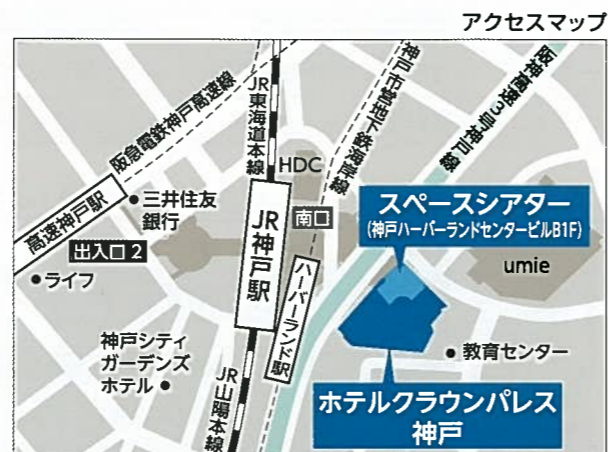 アクセスマップ
阪急電鉄神戸高速線
JR東海道本線
神戸市営地下鉄海岸線
阪神高速3号神戸線
HDC
高速神戸駅
三井住友
銀行
出入口 2
ライフ
JR神戸駅
南口
ハーバーランド駅
スペースシアター
(神戸ハーバーランドセンタービルB1F)
umie
神戸シティ
ガーデンズ
ホテル
JR山陽本線
教育センター
ホテルクラウンパレス
神戸